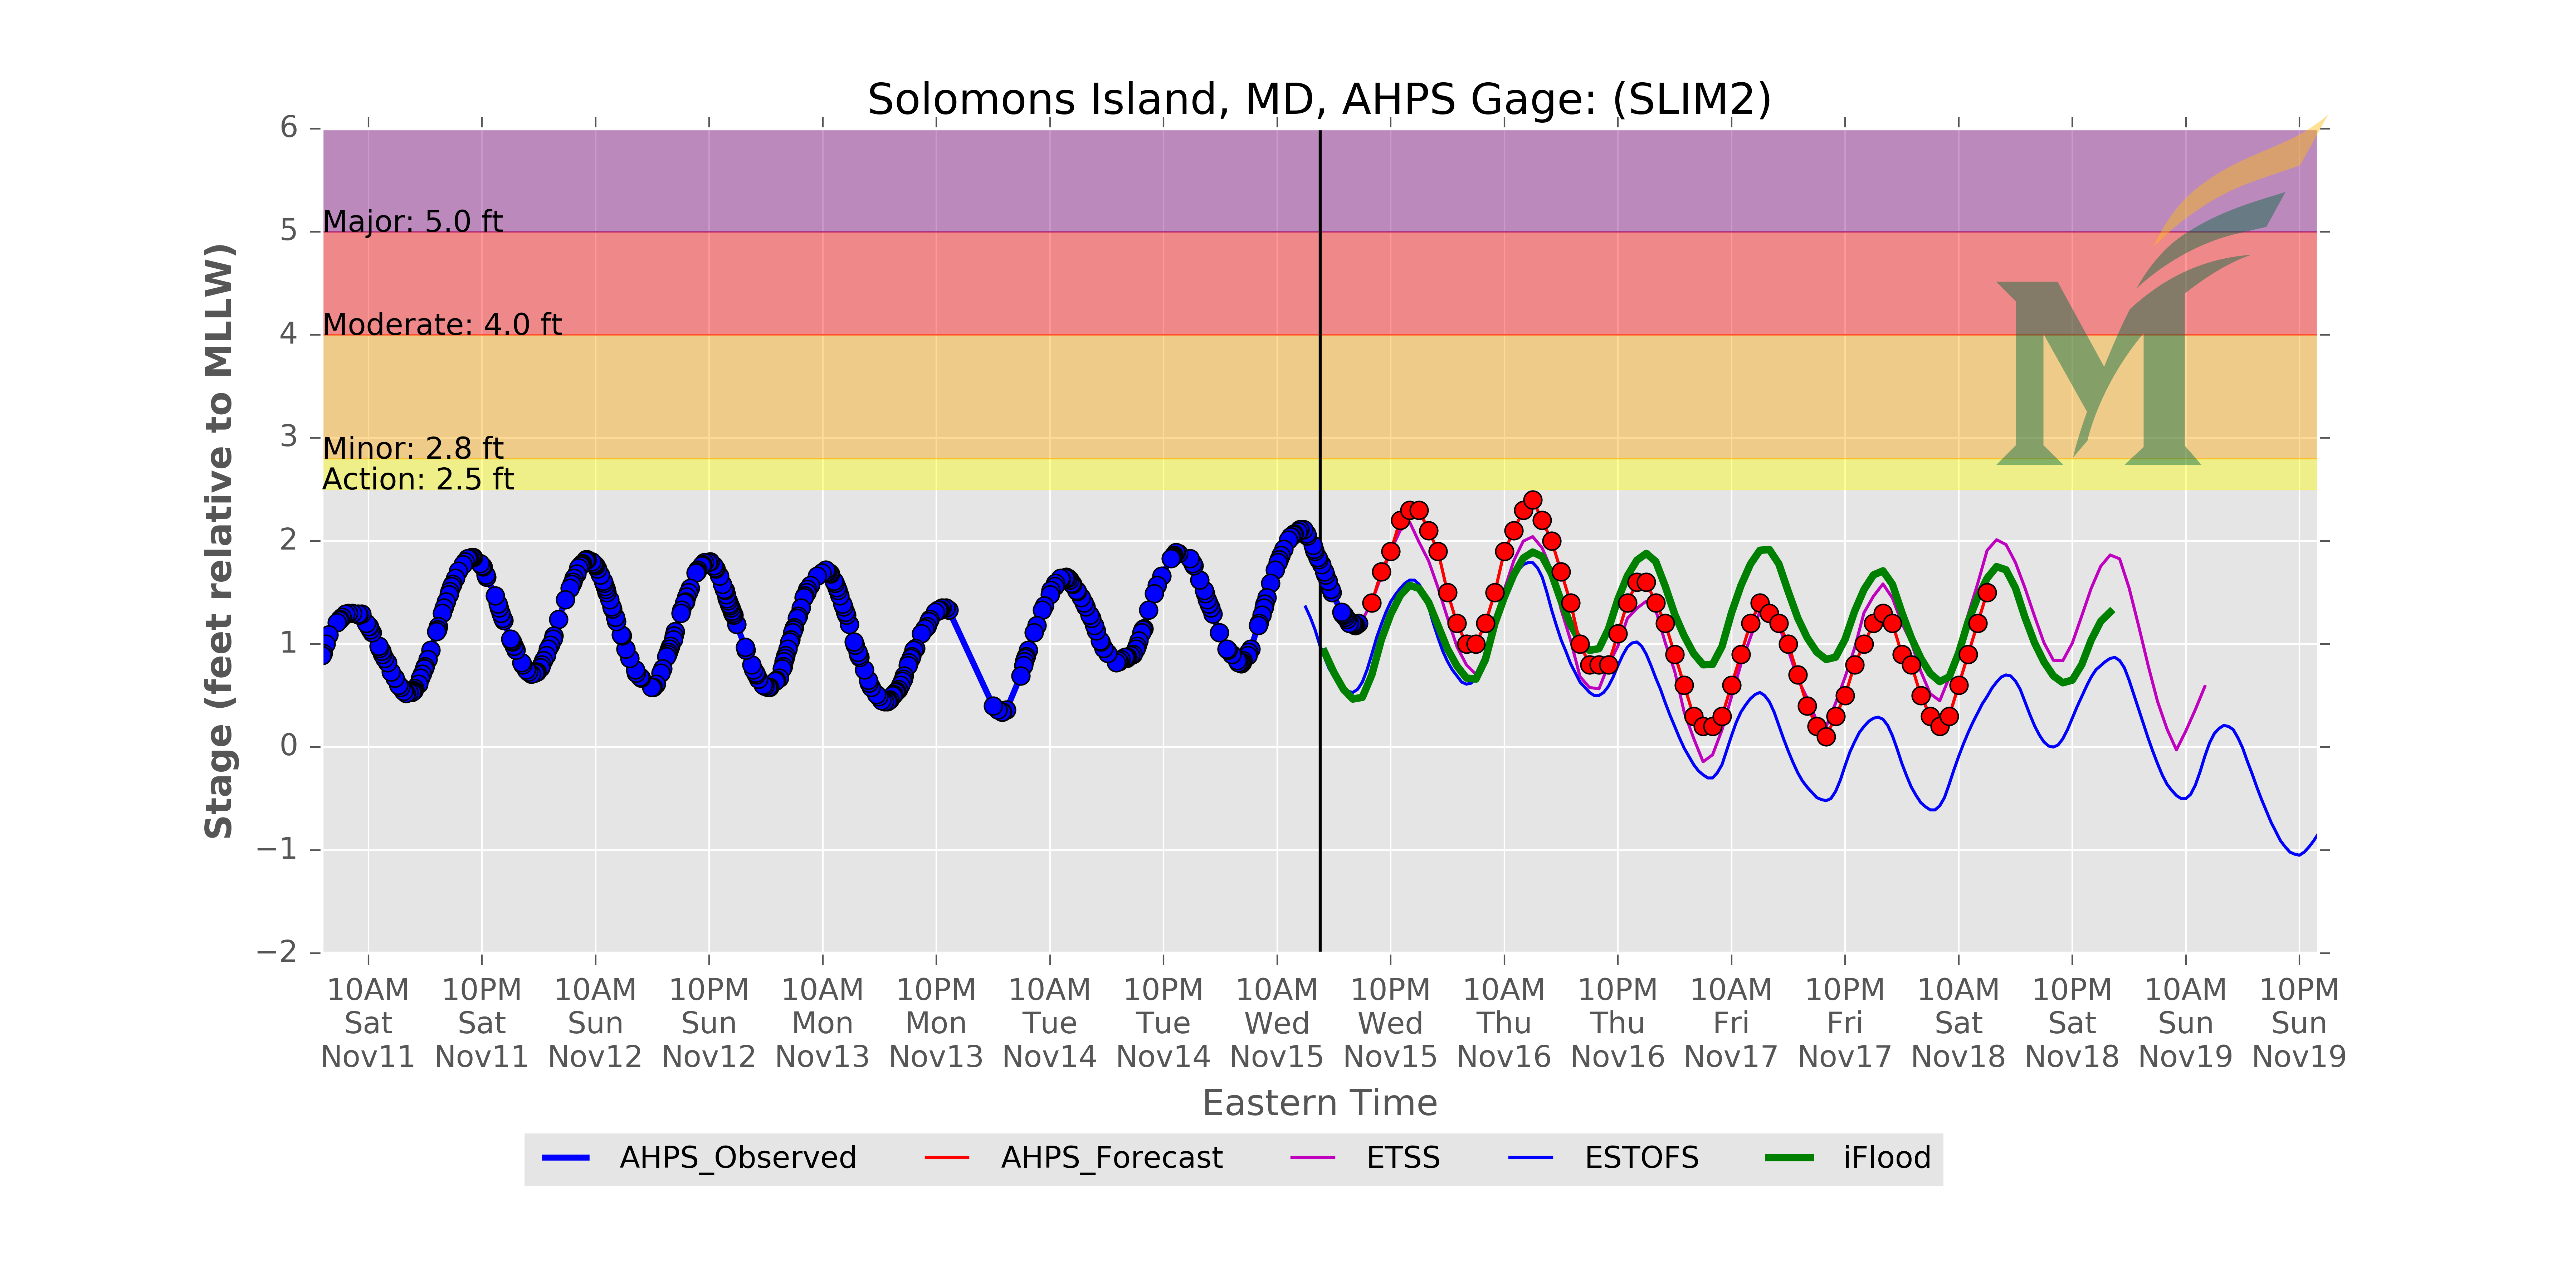 Solomons Island, MD, AHPS Gage: (SLIM2)
Stage (feet relative to MLLW)
6
5
4
3
2
1
0
−1
−2
Major: 5.0 ft
Moderate: 4.0 ft
Minor: 2.8 ft
Action: 2.5 ft
M
10AM 10PM 10AM 10PM 10AM 10PM 10AM 10PM 10AM 10PM 10AM 10PM 10AM 10PM 10AM 10PM 10AM 10PM
Sat Sat Sun Sun Mon Mon Tue Tue Wed Wed Thu Thu Fri Fri Sat Sat Sun Sun
Nov11 Nov11 Nov12 Nov12 Nov13 Nov13 Nov14 Nov14 Nov15 Nov15 Nov16 Nov16 Nov17 Nov17 Nov18 Nov18 Nov19 Nov19
Eastern Time
AHPS_Observed AHPS_Forecast ETSS ESTOFS iFlood